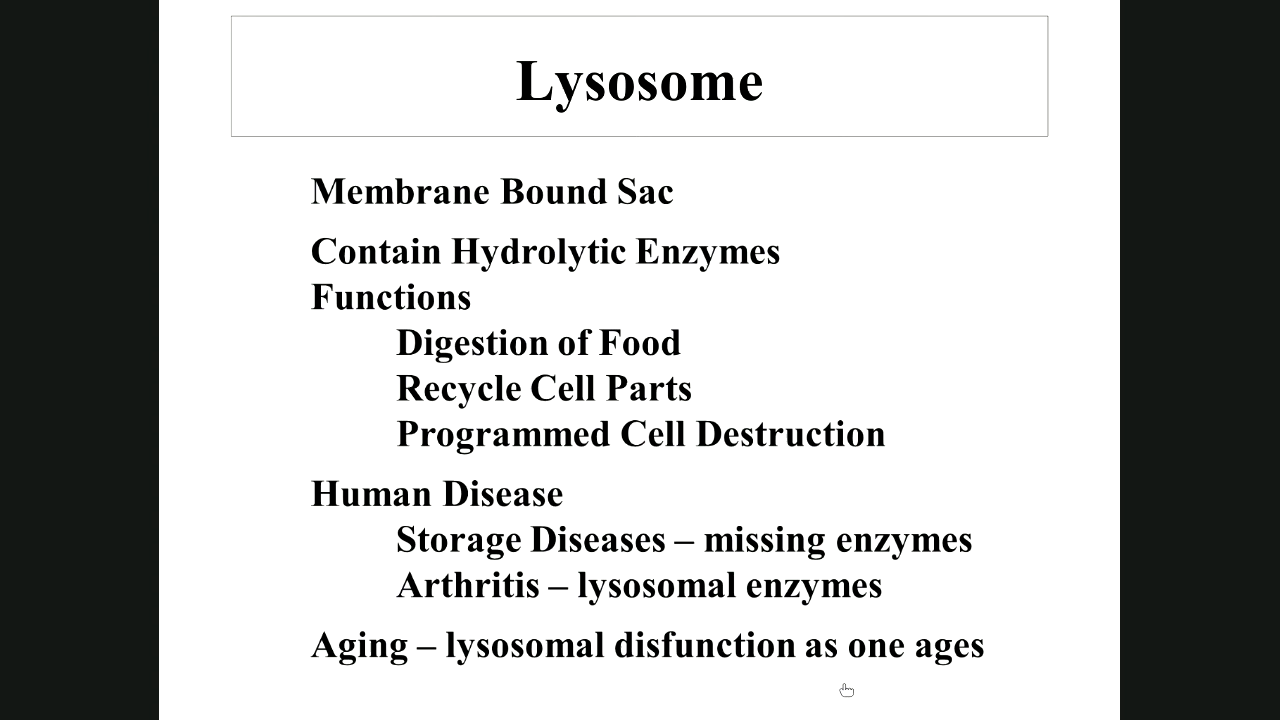 Lysosome
Membrane Bound Sac
Contain Hydrolytic Enzymes
Functions
Digestion of Food
Recycle Cell Parts
Programmed Cell Destruction
Human Disease
Storage Diseases – missing enzymes
Arthritis – lysosomal enzymes
Aging – lysosomal disfunction as one ages